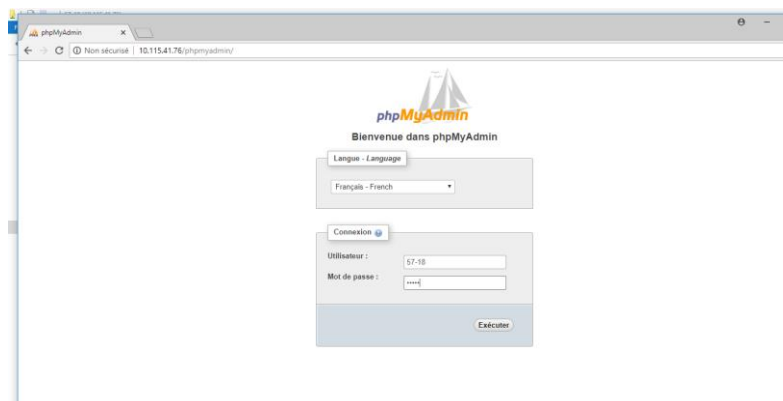 phpMyAdmin
Non sécurisé | 10.115.41.76/phpmyadmin/
phpMyAdmin
Bienvenue dans phpMyAdmin
Langue - Language
Français - French
Connexion
Utilisateur :
57-18
Mot de passe :
•••••
Exécuter